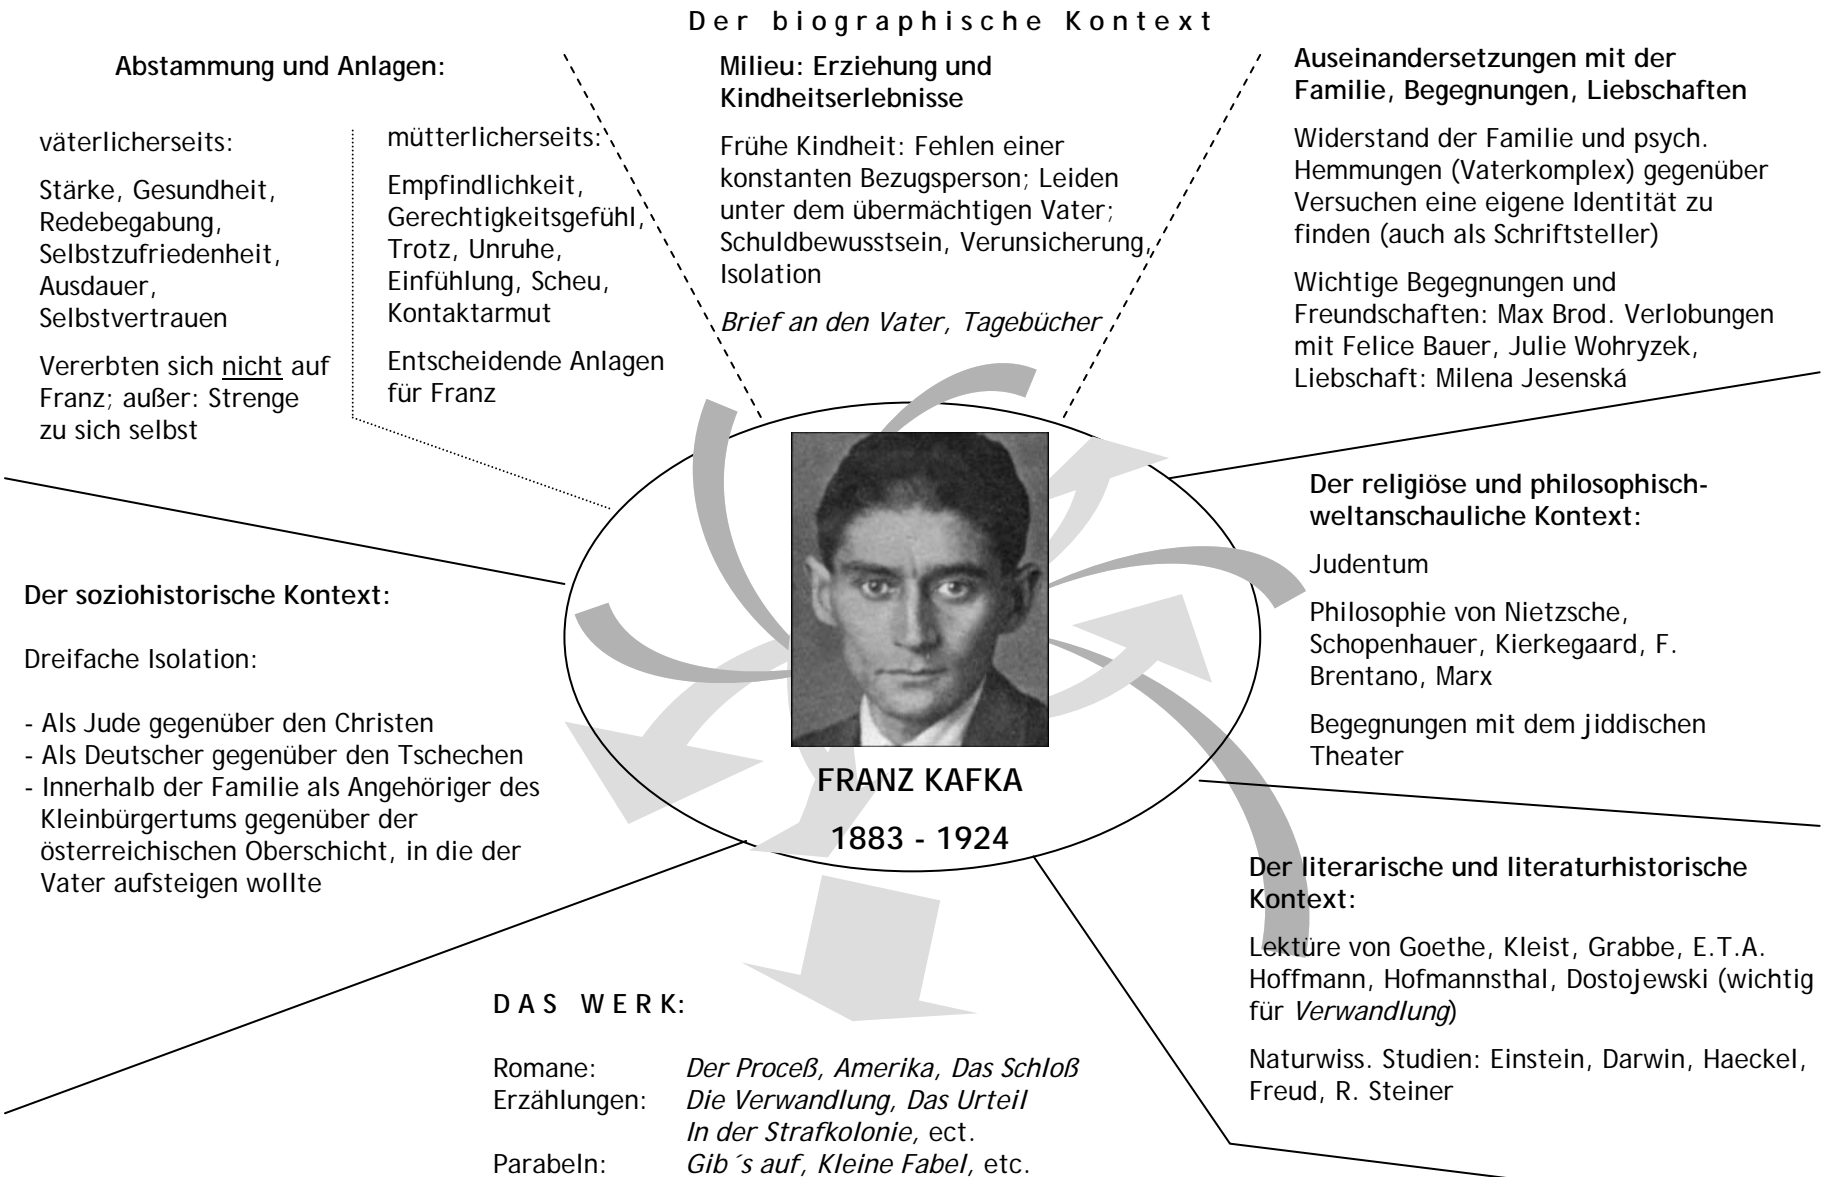 Der biographische Kontext
Abstammung und Anlagen:
väterlicherseits:
Stärke, Gesundheit,
Redebegabung,
Selbstzufriedenheit,
Ausdauer,
Selbstvertrauen
Vererbten sich nicht auf
Franz; außer: Strenge
zu sich selbst
mütterlicherseits:
Empfindlichkeit,
Gerechtigkeitsgefühl,
Trotz, Unruhe,
Einfühlung, Scheu,
Kontaktarmut
Entscheidende Anlagen
für Franz
Milieu: Erziehung und
Kindheitserlebnisse
Frühe Kindheit: Fehlen einer
konstanten Bezugsperson; Leiden
unter dem übermächtigen Vater;
Schuldbewusstsein, Verunsicherung,
Isolation
Brief an den Vater, Tagebücher
Auseinandersetzungen mit der
Familie, Begegnungen, Liebschaften
Widerstand der Familie und psych.
Hemmungen (Vaterkomplex) gegenüber
Versuchen eine eigene Identität zu
finden (auch als Schriftsteller)
Wichtige Begegnungen und
Freundschaften: Max Brod. Verlobungen
mit Felice Bauer, Julie Wohryzek,
Liebschaft: Milena Jesenská
Der soziohistorische Kontext:
Dreifache Isolation:
- Als Jude gegenüber den Christen
- Als Deutscher gegenüber den Tschechen
- Innerhalb der Familie als Angehöriger des
Kleinbürgertums gegenüber der
österreichischen Oberschicht, in die der
Vater aufsteigen wollte
FRANZ KAFKA
1883 - 1924
Der religiöse und philosophisch-
weltanschauliche Kontext:
Judentum
Philosophie von Nietzsche,
Schopenhauer, Kierkegaard, F.
Brentano, Marx
Begegnungen mit dem jiddischen
Theater
Der literarische und literaturhistorische
Kontext:
Lektüre von Goethe, Kleist, Grabbe, E.T.A.
Hoffmann, Hofmannsthal, Dostojewski (wichtig
für Verwandlung)
Naturwiss. Studien: Einstein, Darwin, Haeckel,
Freud, R. Steiner
DAS WERK:
Romane: Der Proceß, Amerika, Das Schloß
Erzählungen: Die Verwandlung, Das Urteil
In der Strafkolonie, ect.
Parabeln: Gib´s auf, Kleine Fabel, etc.